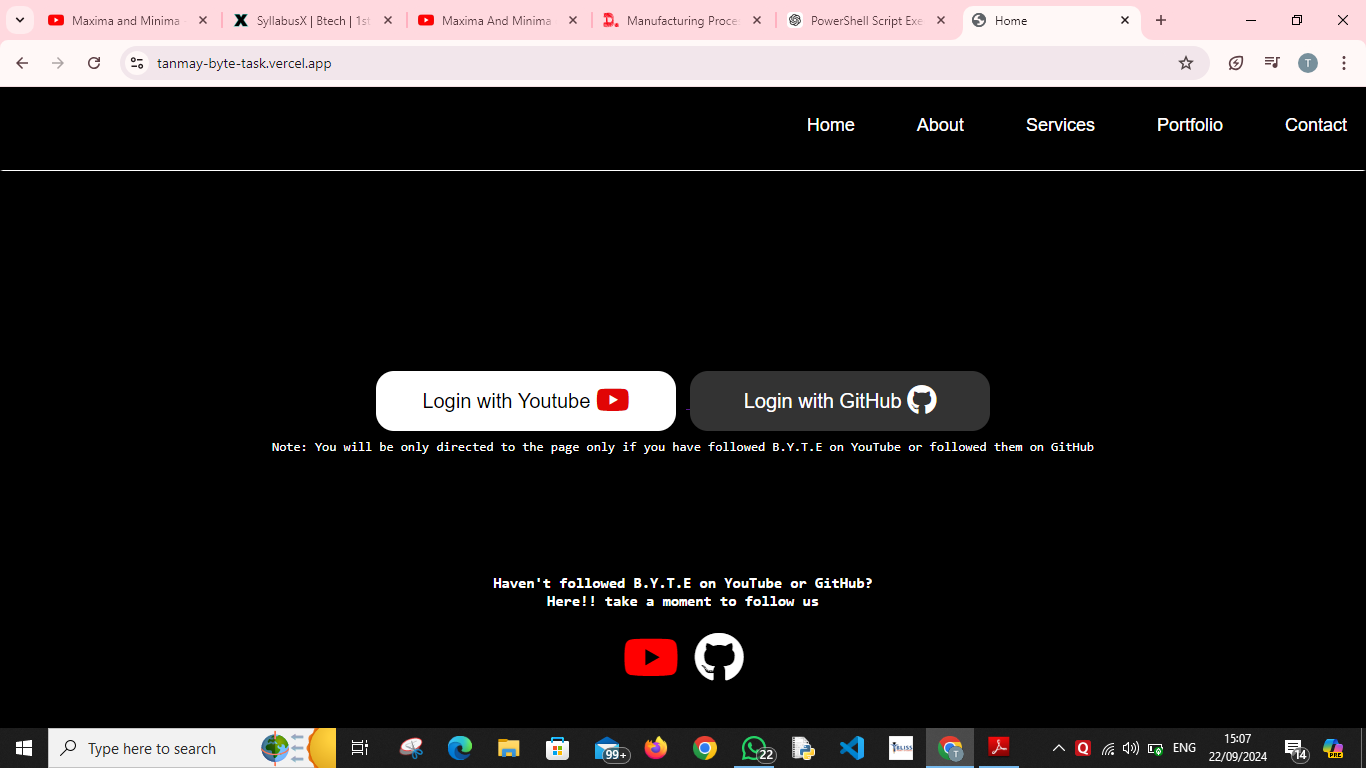 Maxima and Minima
SyllabusX | Btech | 1st
Maxima And Minima
Manufacturing Proce
PowerShell Script Exe
Home
tanmay-byte-task.vercel.app
T
Home
About
Services
Portfolio
Contact
Login with Youtube
Login with GitHub
Note: You will be only directed to the page only if you have followed B.Y.T.E on YouTube or followed them on GitHub
Haven't followed B.Y.T.E on YouTube or GitHub?
Here!! take a moment to follow us
Type here to search
99+
22
T
ENG
15:07
22/09/2024
14
PRE